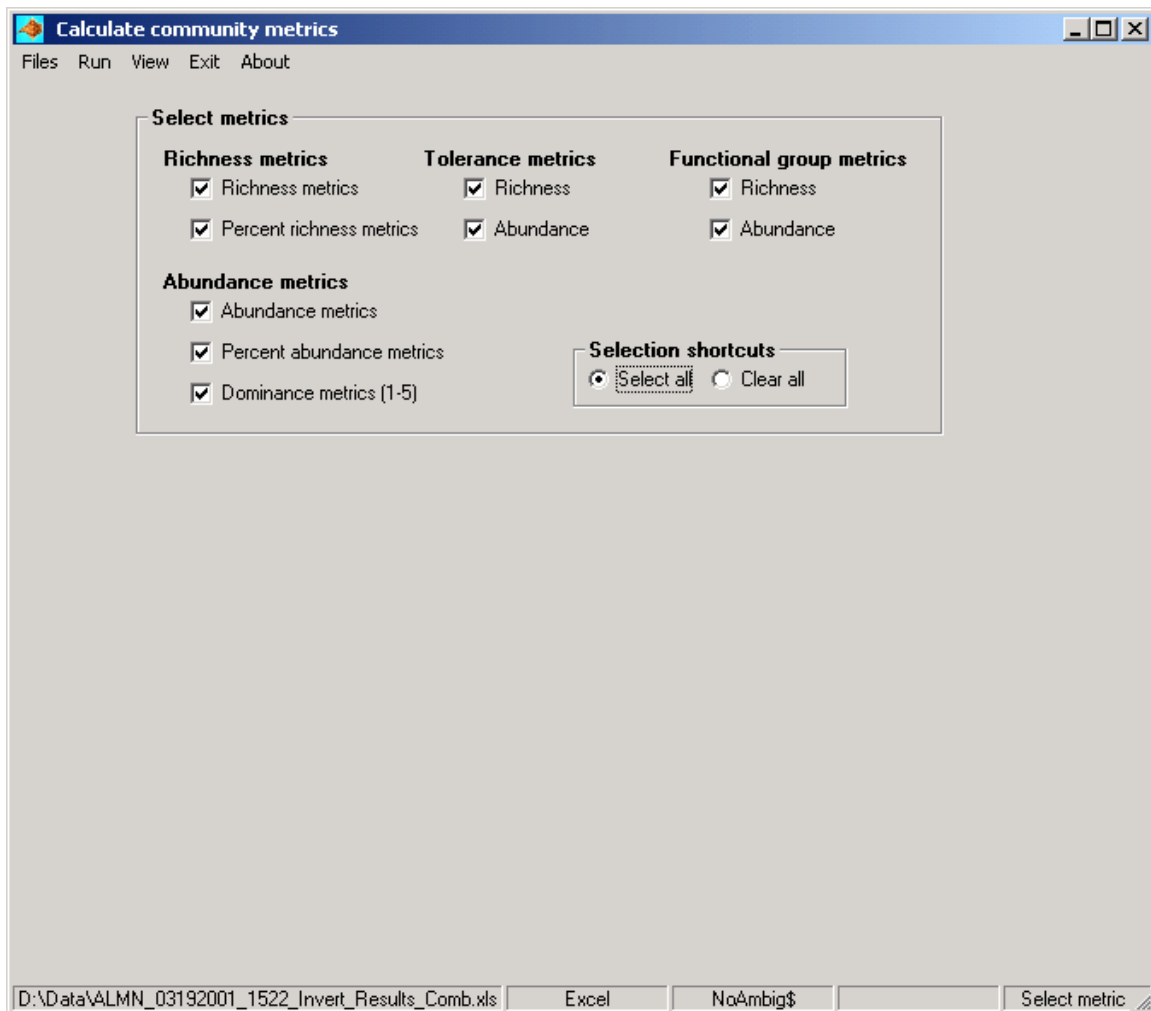 Calculate community metrics
Files Run View Exit About
Select metrics
Richness metrics Tolerance metrics Functional group metrics
Richness metrics Richness Richness
Percent richness metrics Abundance Abundance
Abundance metrics
Abundance metrics
Percent abundance metrics Selection shortcuts
Select all Clear all
Dominance metrics (1-5)
D:\Data\ALMN_03192001_1522_Invert_Results_Comb.xls Excel NoAmbig$ Select metric